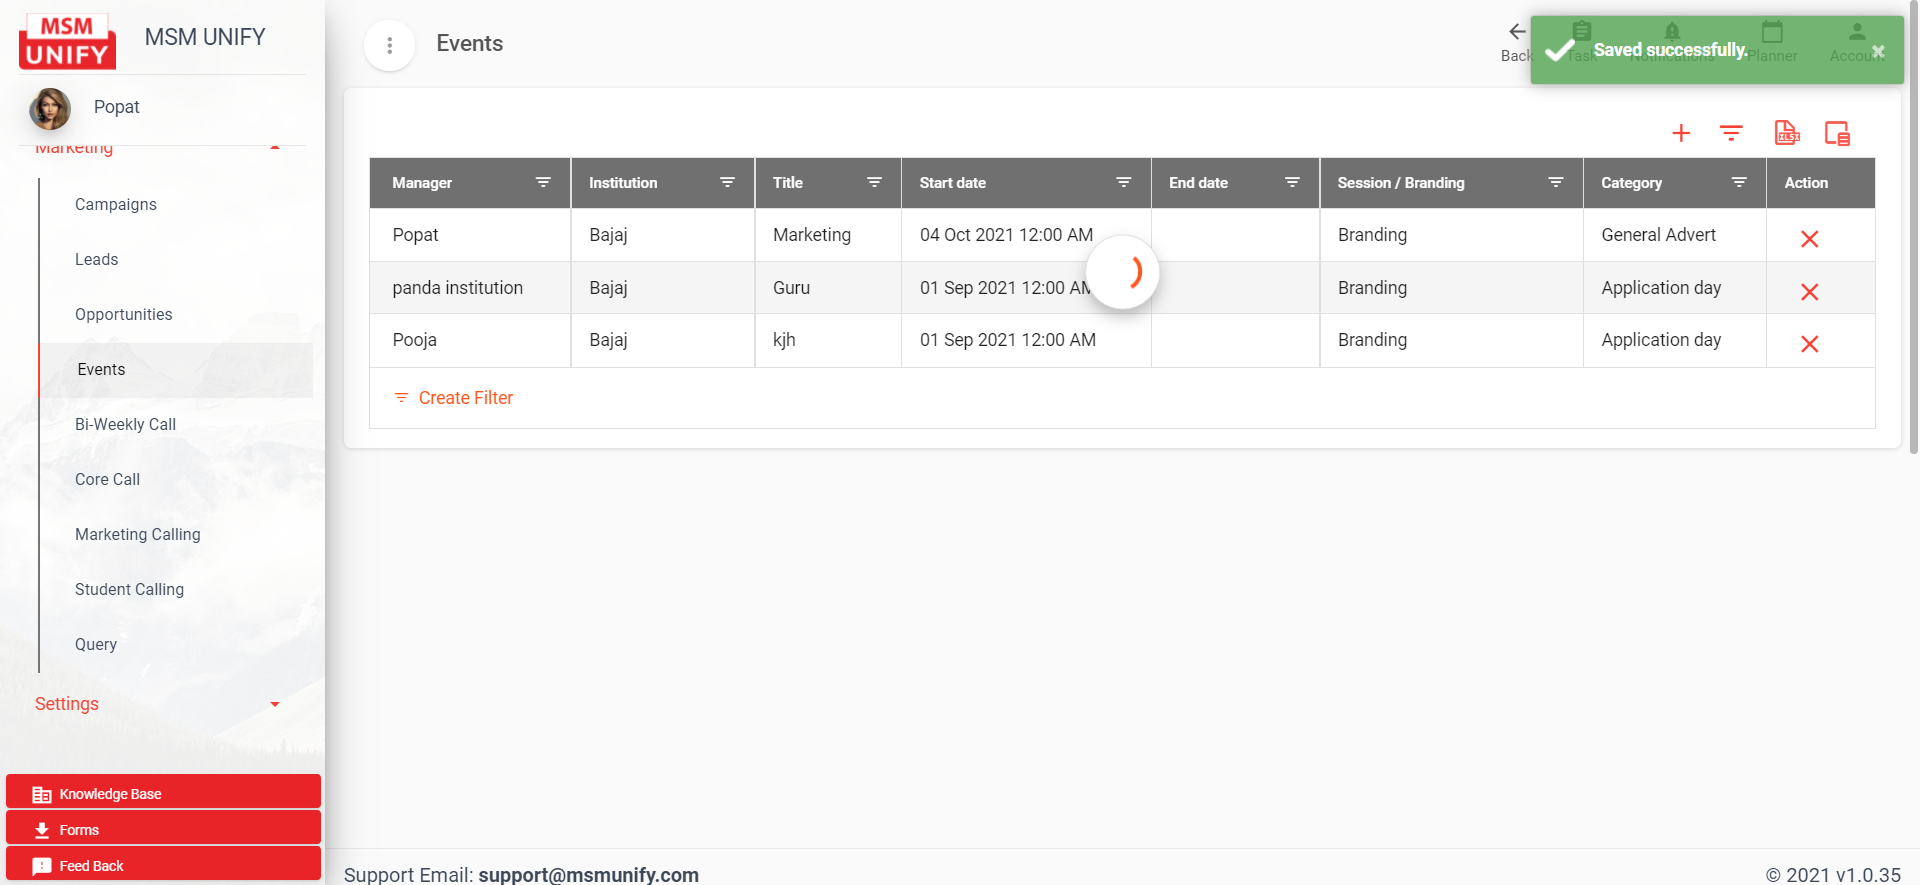 MSM
UNIFY
MSM UNIFY
Popat
Marketing
Campaigns
Leads
Opportunities
Events
Bi-Weekly Call
Core Call
Marketing Calling
Student Calling
Query
Settings
Knowledge Base
Forms
Feed Back
Events
Back
Task
Notifications
Planner
Account
Saved successfully.
Manager Institution Title Start date End date Session / Branding Category Action
Popat Bajaj Marketing 04 Oct 2021 12:00 AM Branding General Advert
panda institution Bajaj Guru 01 Sep 2021 12:00 AM Branding Application day
Pooja Bajaj kjh 01 Sep 2021 12:00 AM Branding Application day
Create Filter
Support Email: support@msmunify.com
© 2021 v1.0.35